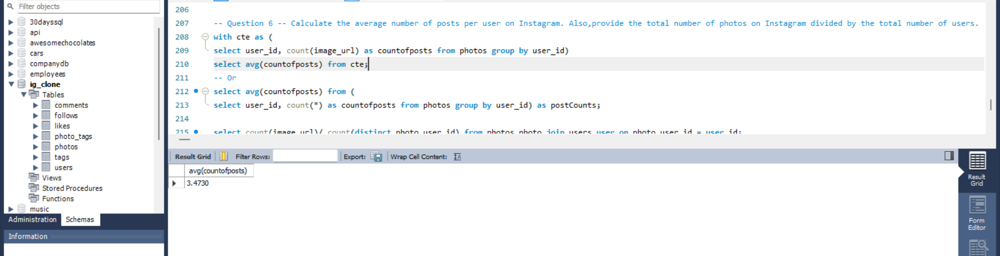 Filter objects
30dayssql
api
awesomechocolates
cars
companydb
employees
ig_clone
Tables
comments
follows
likes
photo_tags
photos
tags
users
Views
Stored Procedures
Functions
music
Administration Schemas
Information
206
207 -- Question 6 -- Calculate the average number of posts per user on Instagram. Also,provide the total number of photos on Instagram divided by the total number of users.
208 with cte as (
209 select user_id, count(image_url) as countofposts from photos group by user_id)
210 select avg(countofposts) from cte;
211 -- Or
212 select avg(countofposts) from (
213 select user_id, count(*) as countofposts from photos group by user_id) as postCounts;
214
215 select count(image_url)/ count(distinct photo.user_id) from photos photo join users user on photo.user_id = user.id;
Result Grid Filter Rows: Export: Wrap Cell Content:
avg(countofposts)
3.4730
Result
Grid
Form
Editor